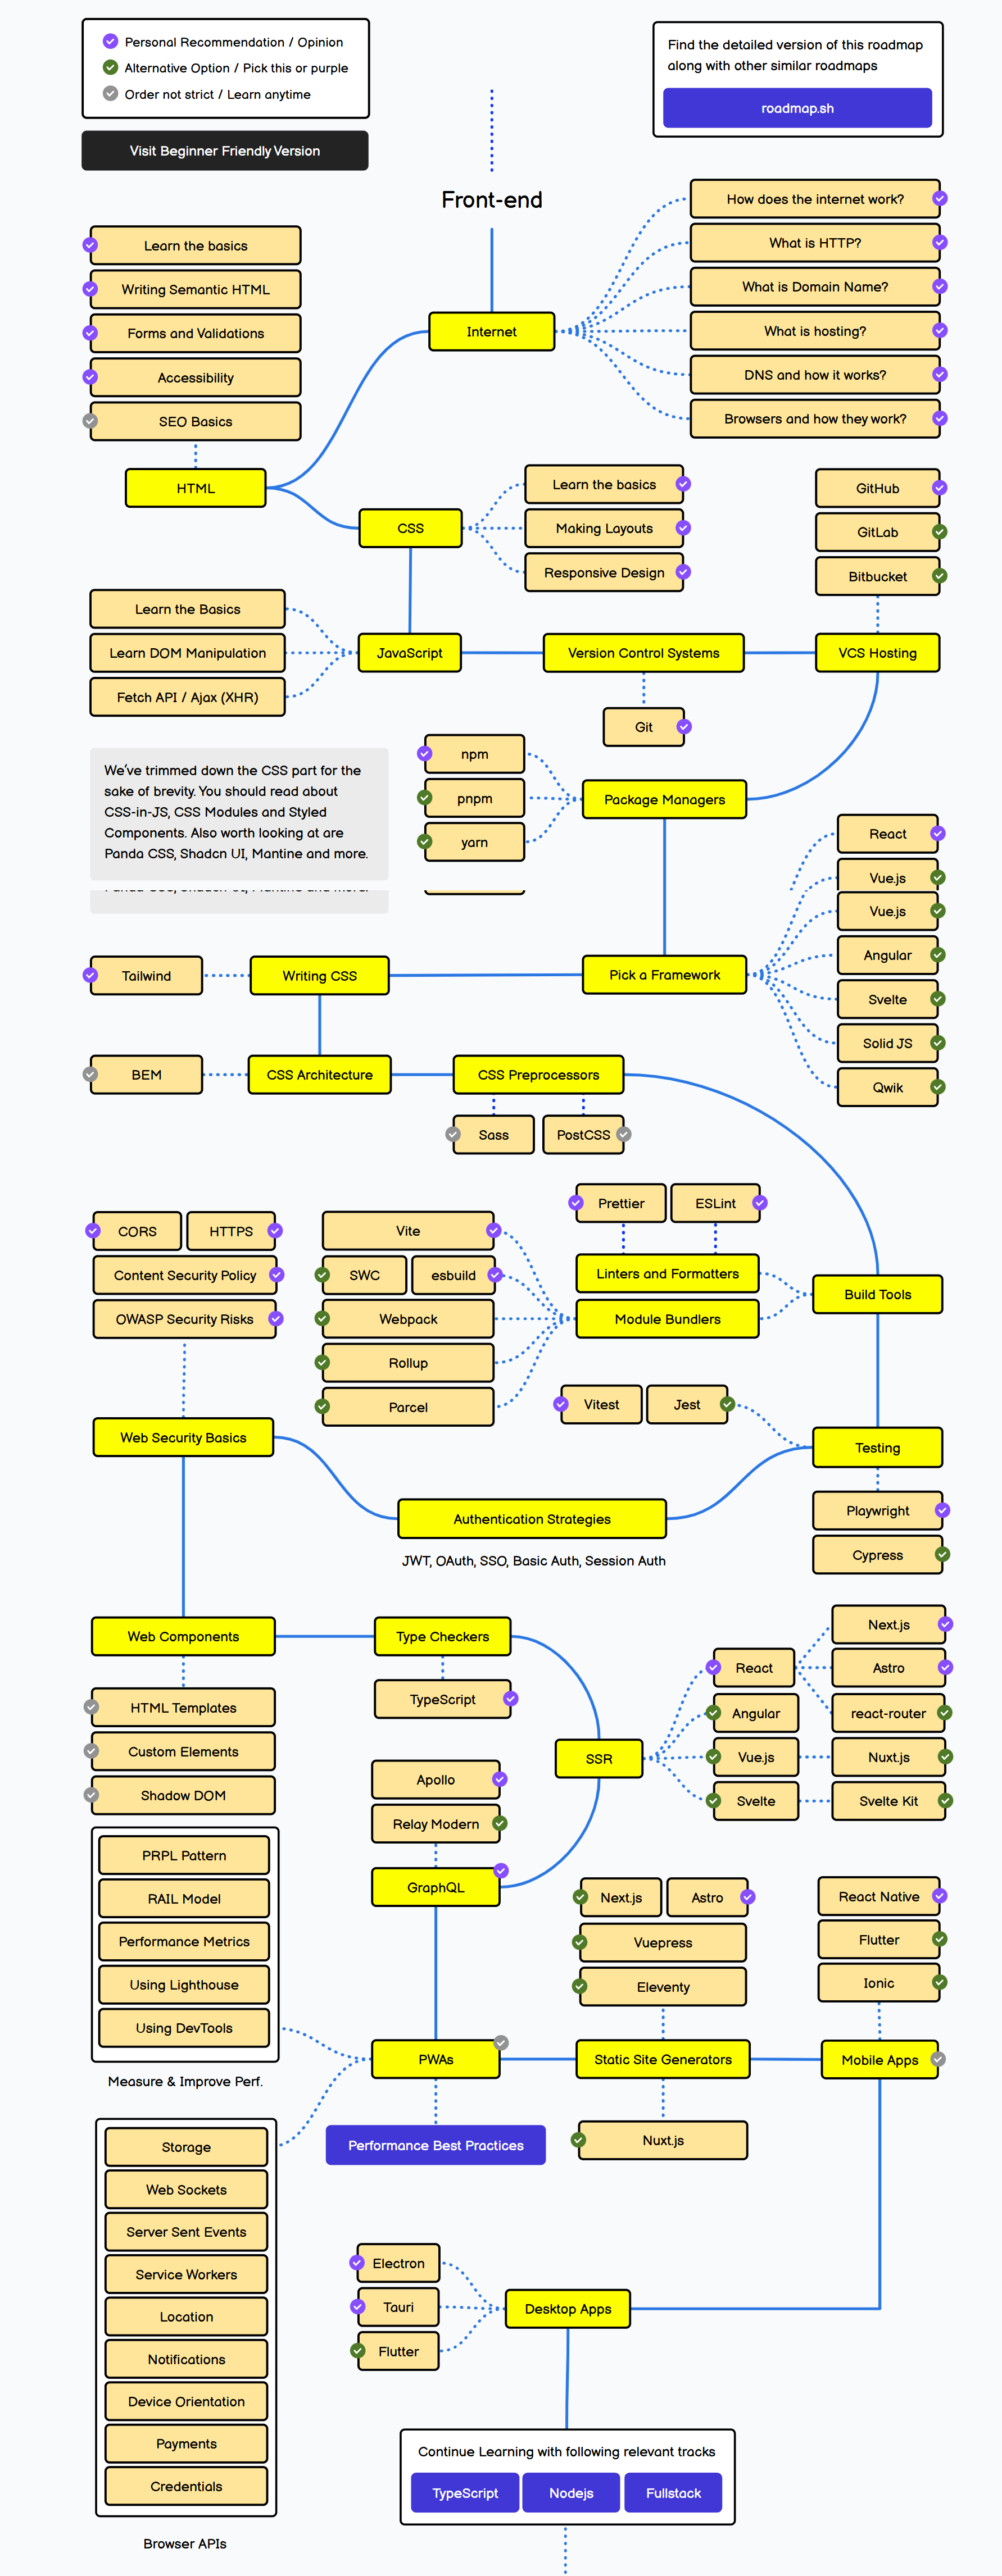 Personal Recommendation / Opinion
Alternative Option / Pick this or purple
Order not strict / Learn anytime
Visit Beginner Friendly Version
Find the detailed version of this roadmap
along with other similar roadmaps
roadmap.sh
Front-end
How does the internet work?
What is HTTP?
What is Domain Name?
What is hosting?
DNS and how it works?
Browsers and how they work?
Internet
Learn the basics
Writing Semantic HTML
Forms and Validations
Accessibility
SEO Basics
HTML
CSS
Learn the basics
Making Layouts
Responsive Design
GitHub
GitLab
Bitbucket
Learn the Basics
Learn DOM Manipulation
Fetch API / Ajax (XHR)
JavaScript
Version Control Systems
VCS Hosting
Git
We've trimmed down the CSS part for the
sake of brevity. You should read about
CSS-in-JS, CSS Modules and Styled
Components. Also worth looking at are
Panda CSS, Shadcn UI, Mantine and more.
Panda CSS, Shadcn UI, Mantine and more.
npm
pnpm
yarn
Package Managers
React
Vue.js
Vue.js
Angular
Svelte
Solid JS
Qwik
Tailwind
Writing CSS
Pick a Framework
BEM
CSS Architecture
CSS Preprocessors
Sass
PostCSS
Prettier
ESLint
CORS
HTTPS
Content Security Policy
OWASP Security Risks
Vite
SWC
esbuild
Webpack
Rollup
Parcel
Linters and Formatters
Module Bundlers
Build Tools
Vitest
Jest
Web Security Basics
Testing
Authentication Strategies
JWT, OAuth, SSO, Basic Auth, Session Auth
Playwright
Cypress
Web Components
Type Checkers
TypeScript
HTML Templates
Custom Elements
Shadow DOM
SSR
React
Angular
Vue.js
Svelte
Next.js
Astro
react-router
Nuxt.js
Svelte Kit
Apollo
Relay Modern
GraphQL
PRPL Pattern
RAIL Model
Performance Metrics
Using Lighthouse
Using DevTools
Measure & Improve Perf.
Next.js
Astro
Vuepress
Eleventy
React Native
Flutter
Ionic
PWAs
Static Site Generators
Mobile Apps
Performance Best Practices
Nuxt.js
Storage
Web Sockets
Server Sent Events
Service Workers
Location
Notifications
Device Orientation
Payments
Credentials
Browser APIs
Electron
Tauri
Flutter
Desktop Apps
Continue Learning with following relevant tracks
TypeScript
Nodejs
Fullstack